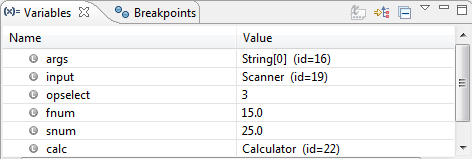 (x)= Variables Breakpoints
Name Value
args String[0] (id=16)
input Scanner (id=19)
opselect 3
fnum 15.0
snum 25.0
calc Calculator (id=22)